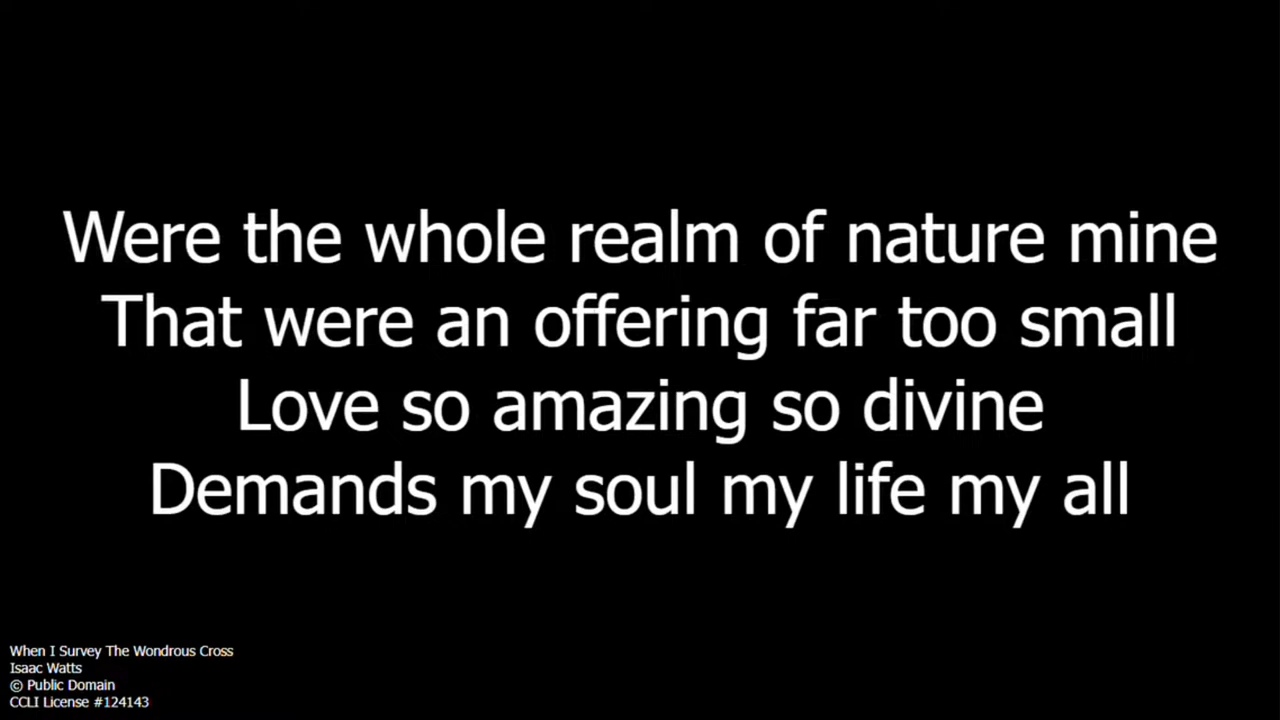 Were the whole realm of nature mine
That were an offering far too small
Love so amazing so divine
Demands my soul my life my all
When I Survey The Wondrous Cross
Isaac Watts
© Public Domain
CCLI License #124143